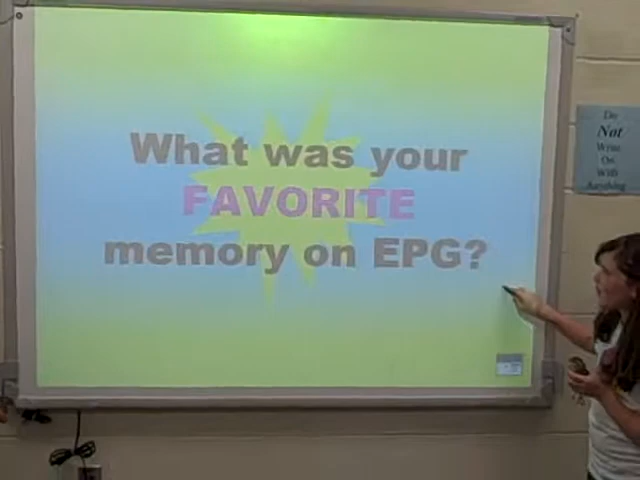 What was your
FAVORITE
memory on EPG?
Do
Not
Write
On
With
Anything